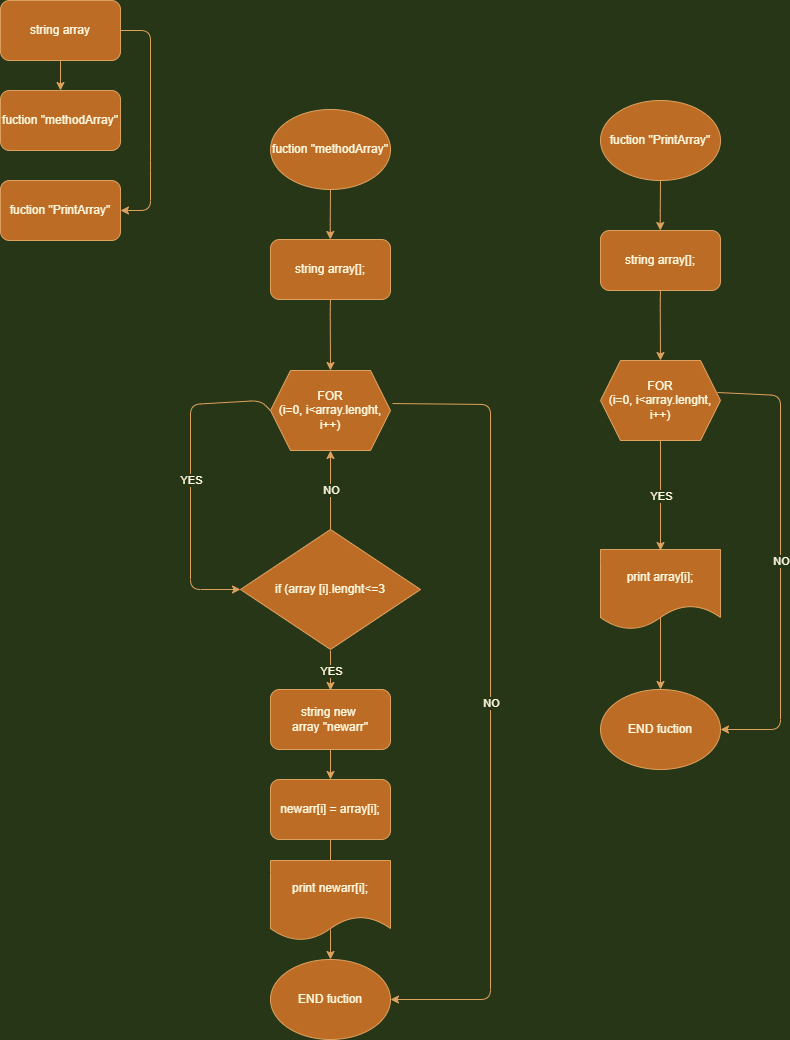 string array
fuction "methodArray"
fuction "PrintArray"
fuction "methodArray"
string array[];
FOR
(i=0, i<array.lenght,
i++)
YES
NO
if (array [i].lenght<=3
YES
string new
array "newarr"
newarr[i] = array[i];
print newarr[i];
NO
END fuction
fuction "PrintArray"
string array[];
FOR
(i=0, i<array.lenght,
i++)
YES
NO
print array[i];
END fuction